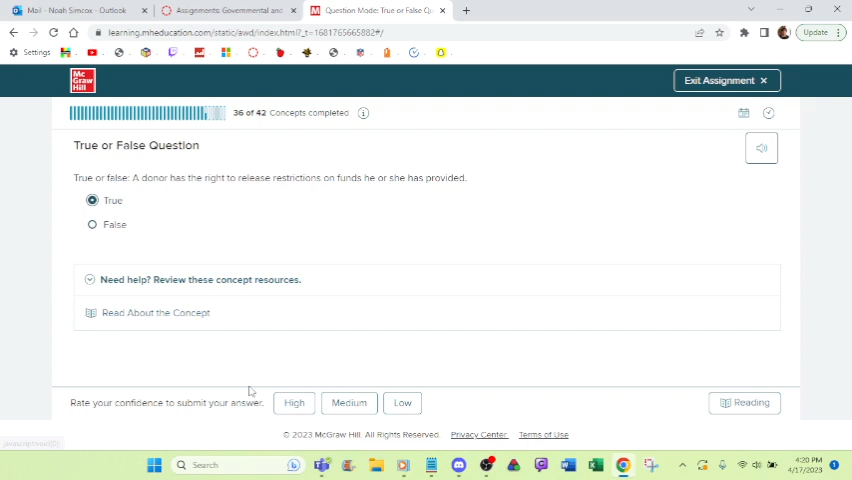 Mail - Noah Simcox - Outlook
Assignments: Governmental and
Question Mode: True or False Qu
learning.mheducation.com/static/awd/index.html?_t=1681765665882#/
Update
Settings
Mc
Graw
Hill
Exit Assignment
36 of 42 Concepts completed
True or False Question
True or false: A donor has the right to release restrictions on funds he or she has provided.
True
False
Need help? Review these concept resources.
Read About the Concept
Rate your confidence to submit your answer.
High
Medium
Low
Reading
© 2023 McGraw Hill. All Rights Reserved.
Privacy Center
Terms of Use
javascript:void(0)
Search
4:20 PM
4/17/2023